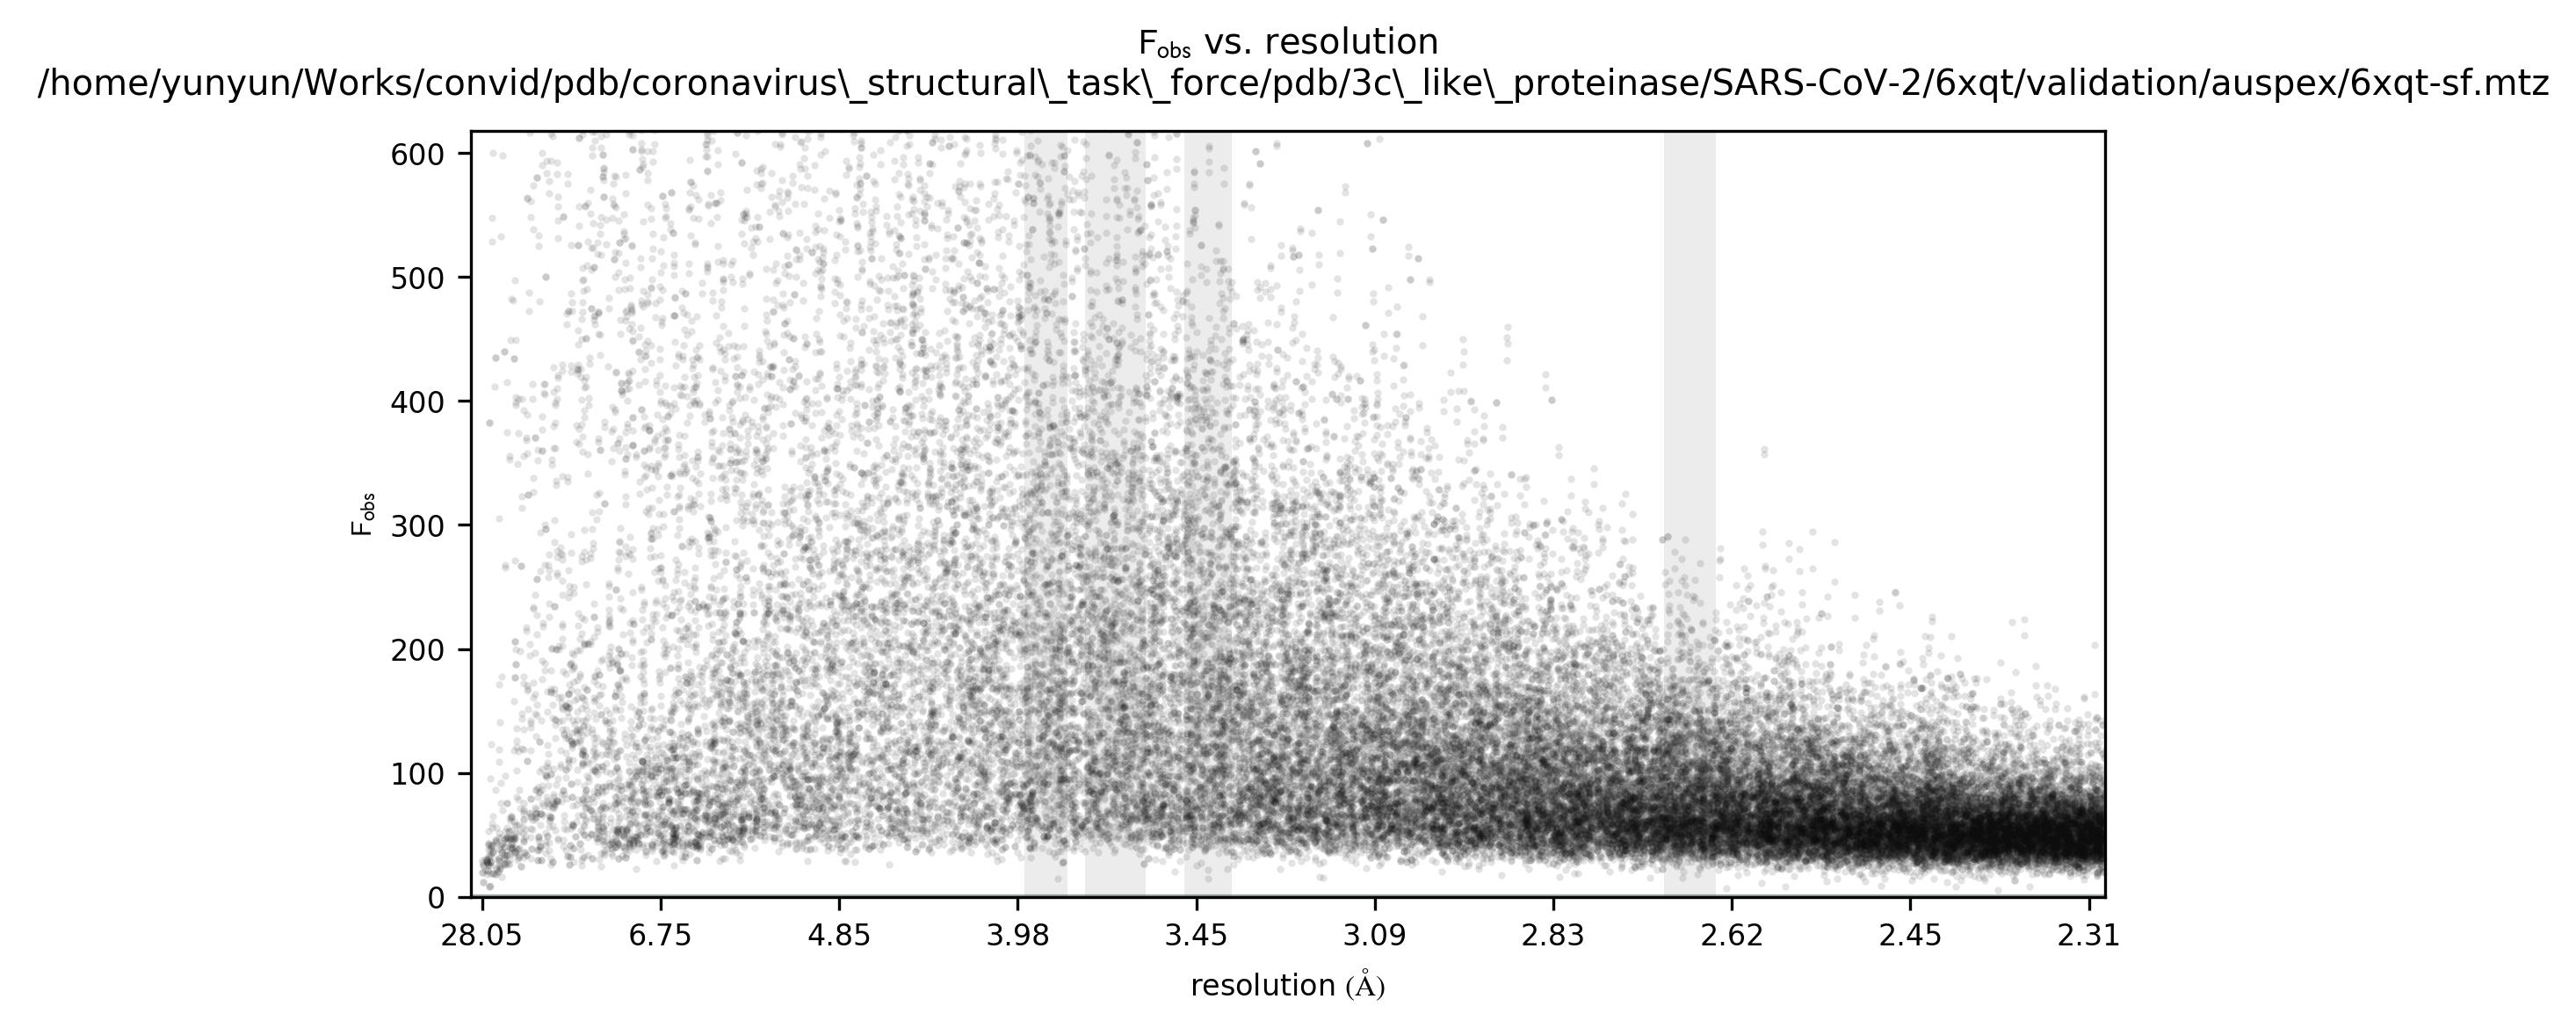 F_obs vs. resolution
/home/yunyun/Works/convid/pdb/coronavirus\_structural\_task\_force/pdb/3c\_like\_proteinase/SARS-CoV-2/6xqt/validation/auspex/6xqt-sf.mtz
600
500
400
300
200
100
0
F_obs
28.05 6.75 4.85 3.98 3.45 3.09 2.83 2.62 2.45 2.31
resolution (Å)